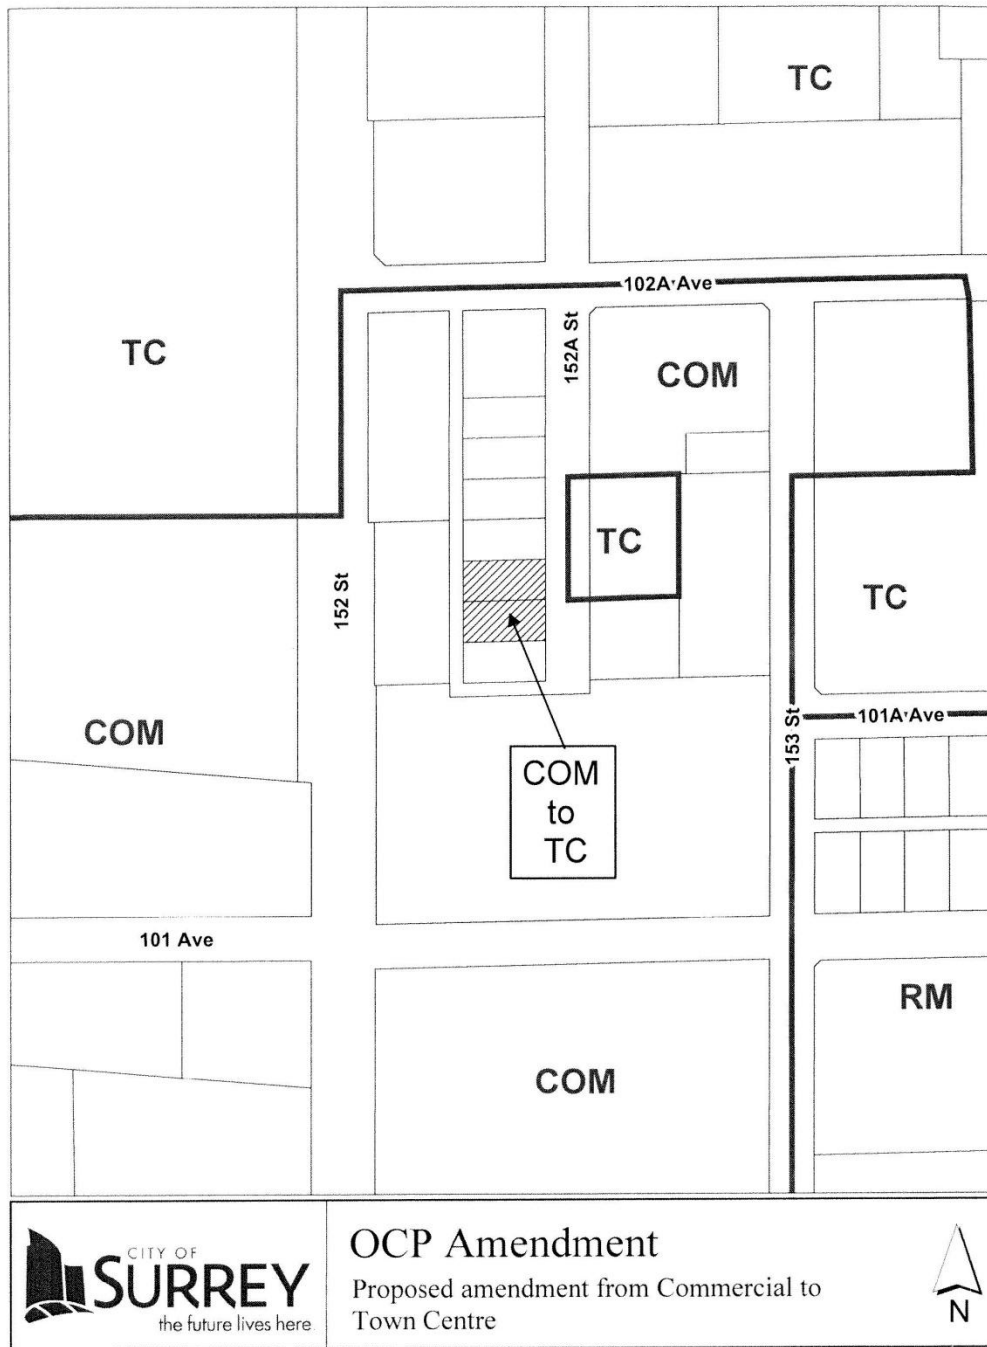 TC
102A Ave
TC
152A St
COM
TC
152 St
TC
COM
153 St
101A Ave
COM
to
TC
101 Ave
RM
COM
CITY OF
SURREY
the future lives here
OCP Amendment
Proposed amendment from Commercial to
Town Centre
N